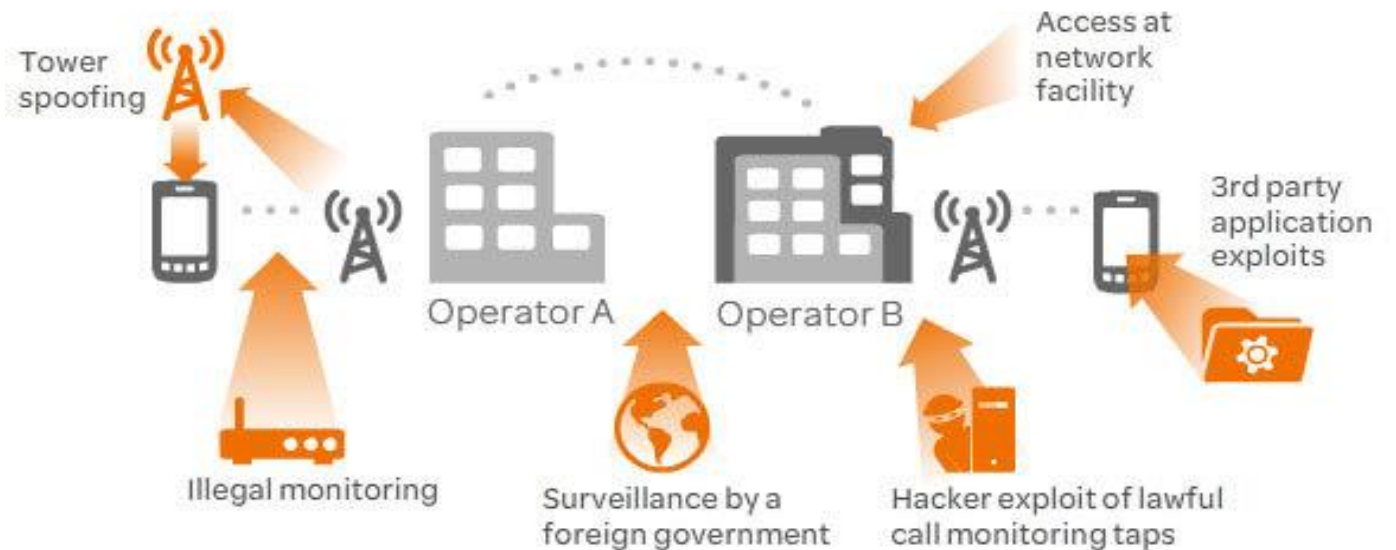 Tower
spoofing
Access at
network
facility
3rd party
application
exploits
Operator A
Operator B
Illegal monitoring
Surveillance by a
foreign government
Hacker exploit of lawful
call monitoring taps